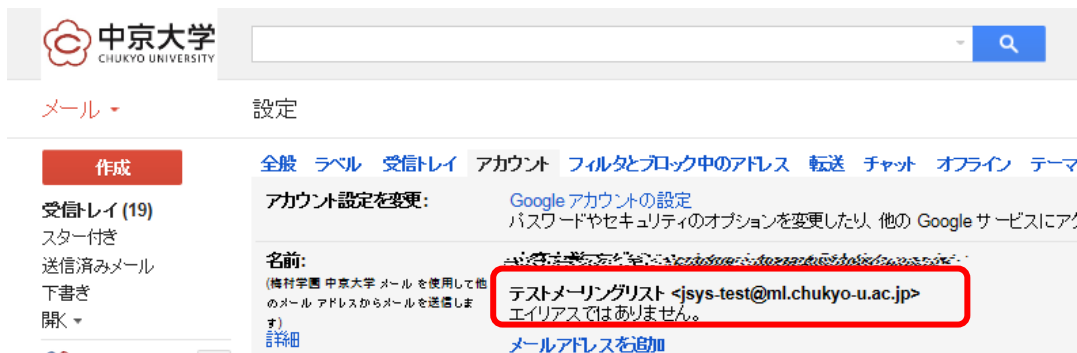 中京大学
CHUKYO UNIVERSITY
メール
設定
作成
全般 ラベル 受信トレイ アカウント フィルタとブロック中のアドレス 転送 チャット オフライン テーマ
アカウント設定を変更:
Google アカウントの設定
パスワードやセキュリティのオプションを変更したり、他の Google サービスにアク
受信トレイ (19)
スター付き
送信済みメール
下書き
開く
名前:
(梅村学園 中京大学 メール を使用して他
のメール アドレスからメールを送信しま
す)
詳細
テストメーリングリスト <jsys-test@ml.chukyo-u.ac.jp>
エイリアスではありません。
メールアドレスを追加